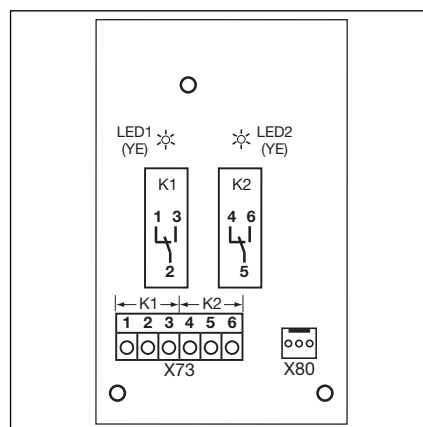 LED1
(YE)
LED2
(YE)
K1
K2
1 3
2
4 6
5
K1 K2
1 2 3 4 5 6
X73
X80